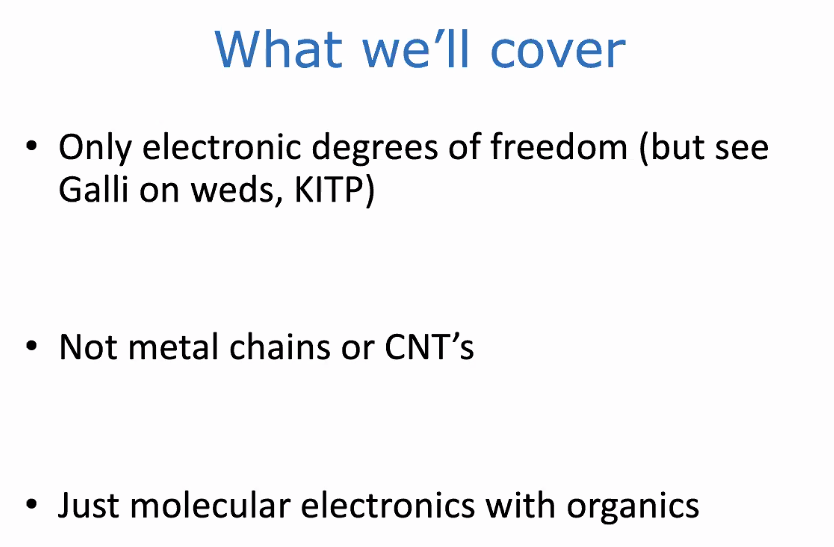 What we’ll cover
• Only electronic degrees of freedom (but see
Galli on weds, KITP)
• Not metal chains or CNT’s
• Just molecular electronics with organics